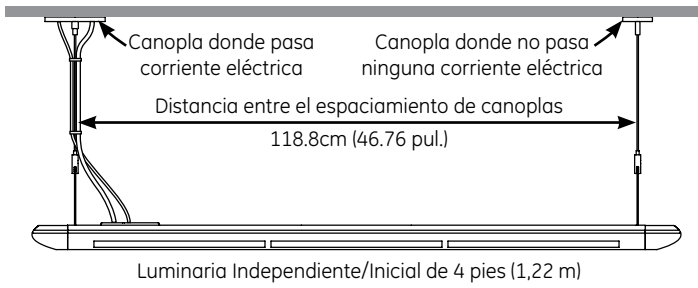 Canopla donde pasa
corriente eléctrica
Canopla donde no pasa
ninguna corriente eléctrica
Distancia entre el espaciamiento de canoplas
118.8cm (46.76 pul.)
Luminaria Independiente/Inicial de 4 pies (1,22 m)